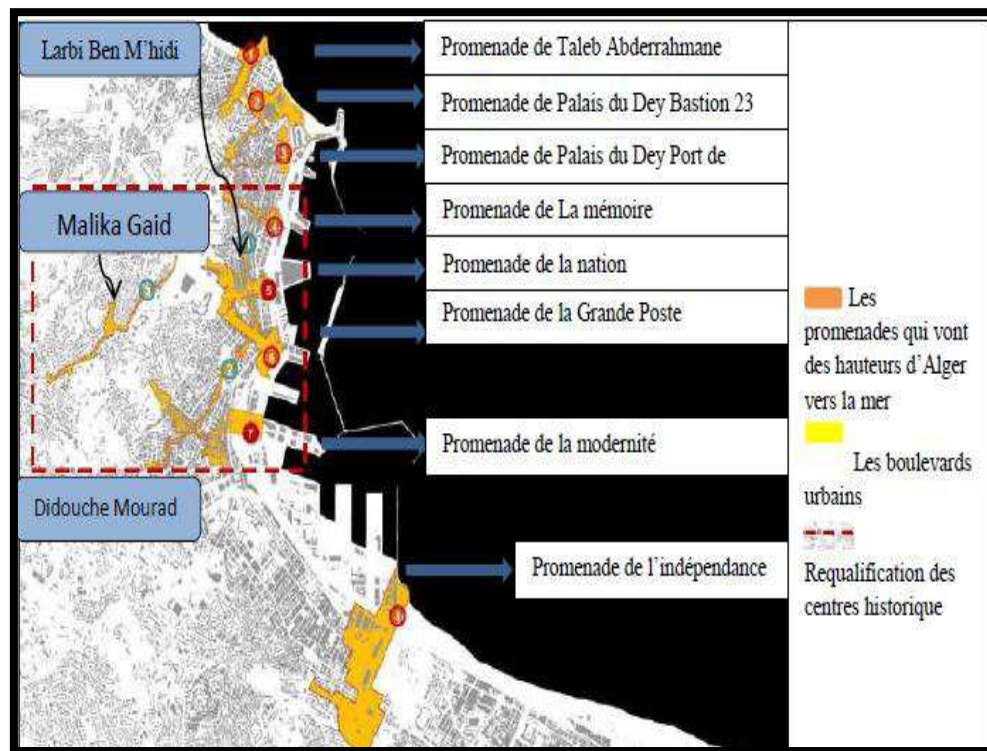 Larbi Ben M'hidi
Malika Gaid
Didouche Mourad
Promenade de Taleb Abderrahmane
Promenade de Palais du Dey Bastion 23
Promenade de Palais du Dey Port de
Promenade de La mémoire
Promenade de la nation
Promenade de la Grande Poste
Promenade de la modernité
Promenade de l'indépendance
Les
promenades qui vont
des hauteurs d'Alger
vers la mer
Les boulevards
urbains
Requalification des
centres historique